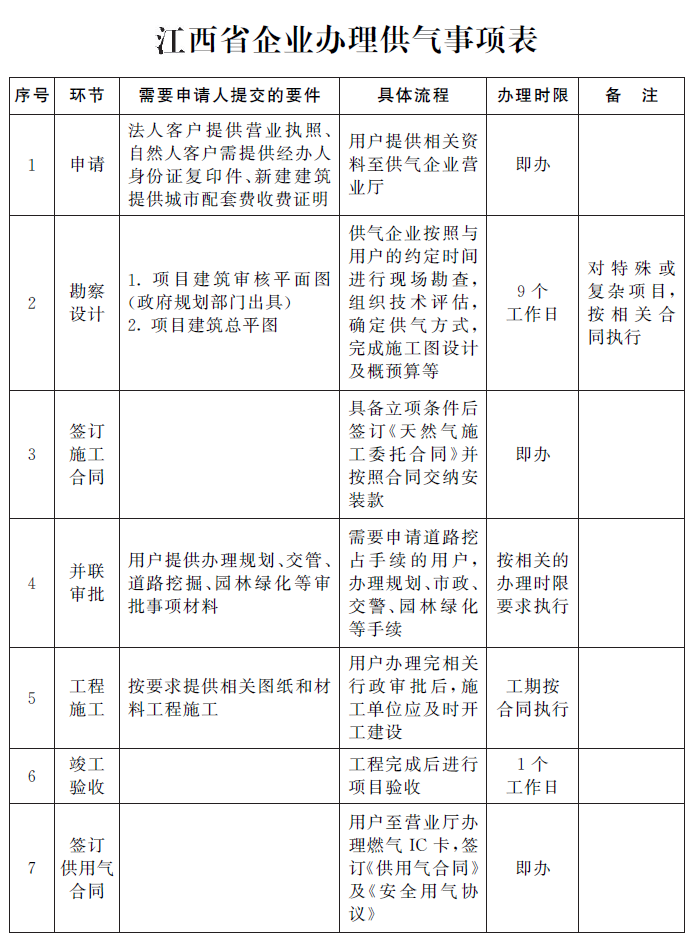 江西省企业办理供气事项表
序号 环节 需要申请人提交的要件 具体流程 办理时限 备 注
1
申请
法人客户提供营业执照、
自然人客户需提供经办人
身份证复印件、新建建筑
提供城市配套费收费证明
用户提供相关资
料至供气企业营
业厅
即办
2
勘察
设计
1. 项目建筑审核平面图
(政府规划部门出具)
2. 项目建筑总平图
供气企业按照与
用户的约定时间
进行现场勘查，
组织技术评估，
确定供气方式，
完成施工图设计
及概预算等
9个
工作日
对特殊或
复杂项目，
按相关合
同执行
3
签订
施工
合同
具备立项条件后
签订《天然气施
工委托合同》并
按照合同交纳安
装款
即办
4
并联
审批
用户提供办理规划、交管、
道路挖掘、园林绿化等审
批事项材料
需要申请道路挖
占手续的用户，
办理规划、市政、
交警、园林绿化
等手续
按相关的
办理时限
要求执行
5
工程
施工
按要求提供相关图纸和材
料工程施工
用户办理完相关
行政审批后，施
工单位应及时开
工建设
工期按
合同执行
6
竣工
验收
工程完成后进行
项目验收
1个
工作日
7
签订
供用气
合同
用户至营业厅办
理燃气IC卡，签
订《供用气合同》
及《安全用气协
议》
即办